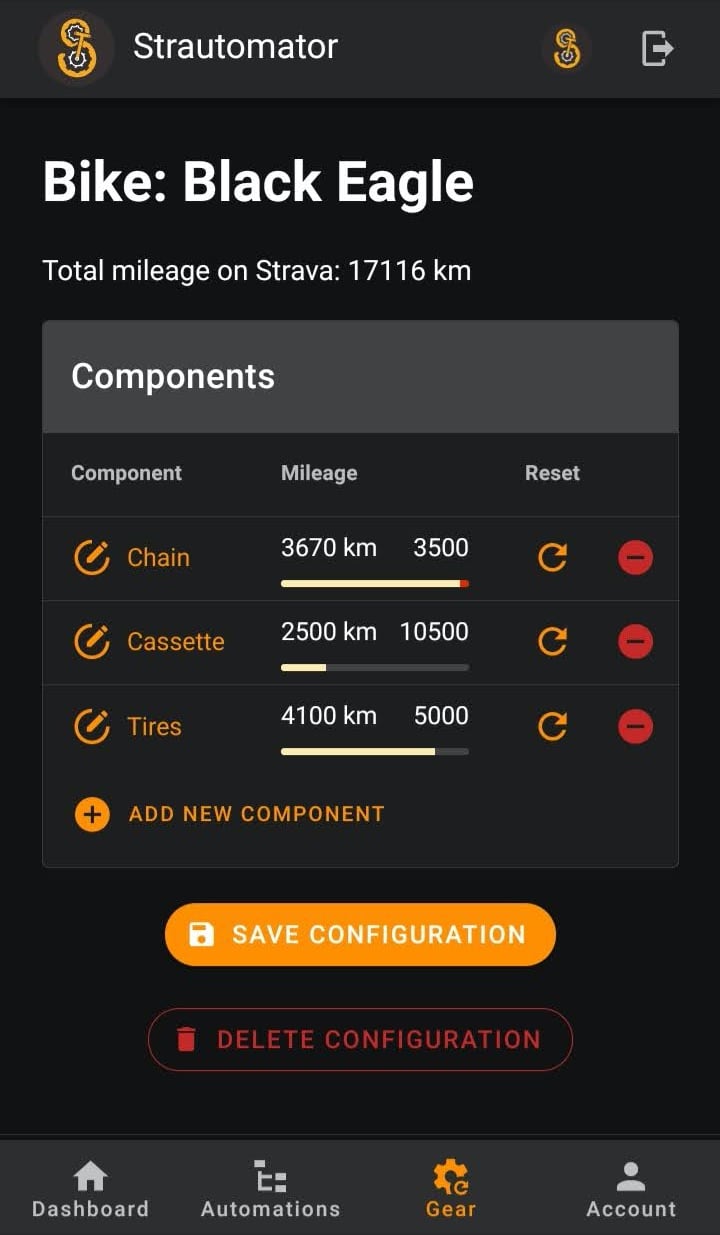 Strautomator
Bike: Black Eagle
Total mileage on Strava: 17116 km
Components
Component Mileage Reset
Chain 3670 km 3500
Cassette 2500 km 10500
Tires 4100 km 5000
ADD NEW COMPONENT
SAVE CONFIGURATION
DELETE CONFIGURATION
Dashboard Automations Gear Account